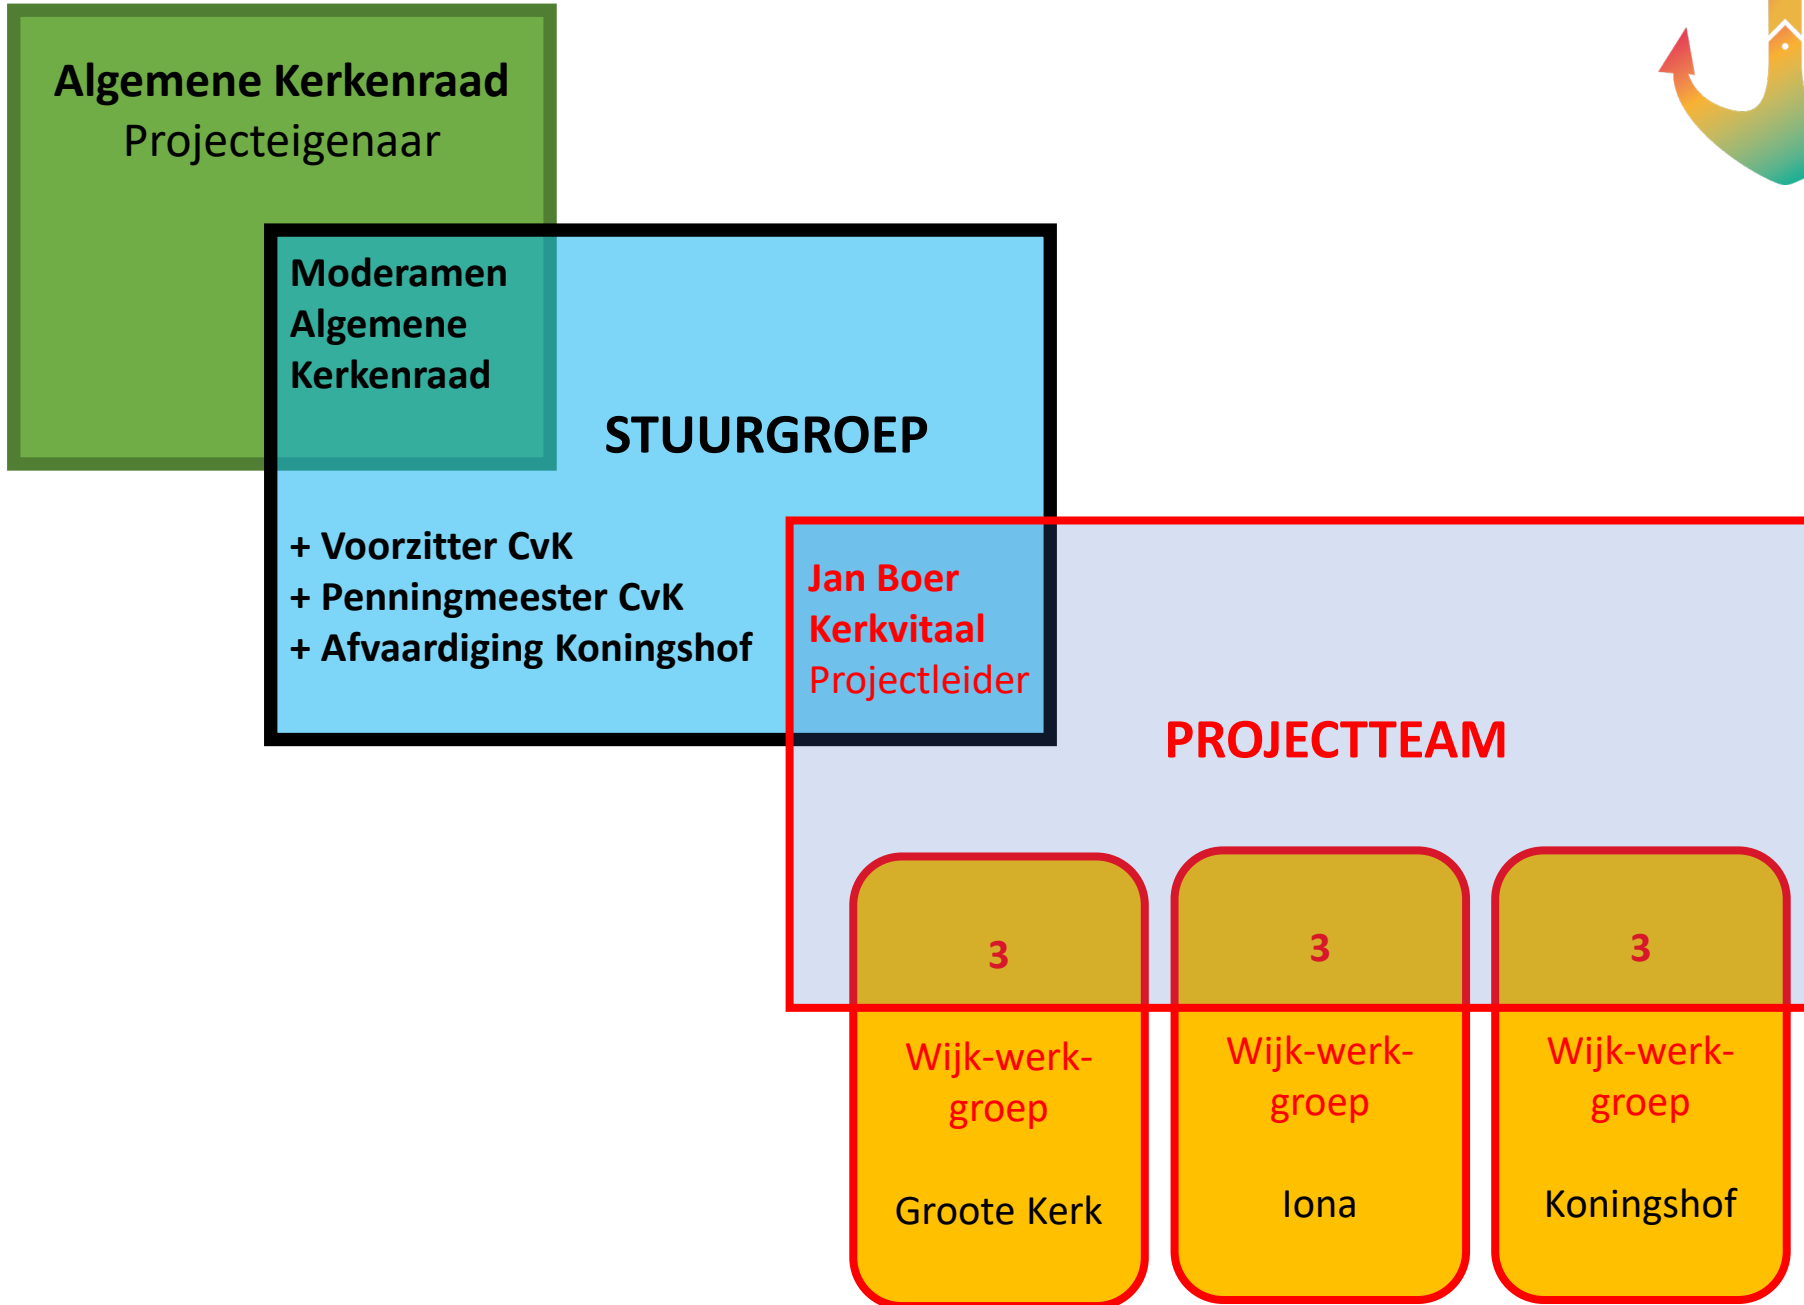 Algemene Kerkenraad
Projecteigenaar
Moderamen
Algemene
Kerkenraad
STUURGROEP
+ Voorzitter CvK
+ Penningmeester CvK
+ Afvaardiging Koningshof
Jan Boer
Kerkvitaal
Projectleider
PROJECTTEAM
3
Wijk-werk-
groep
Groote Kerk
3
Wijk-werk-
groep
Iona
3
Wijk-werk-
groep
Koningshof